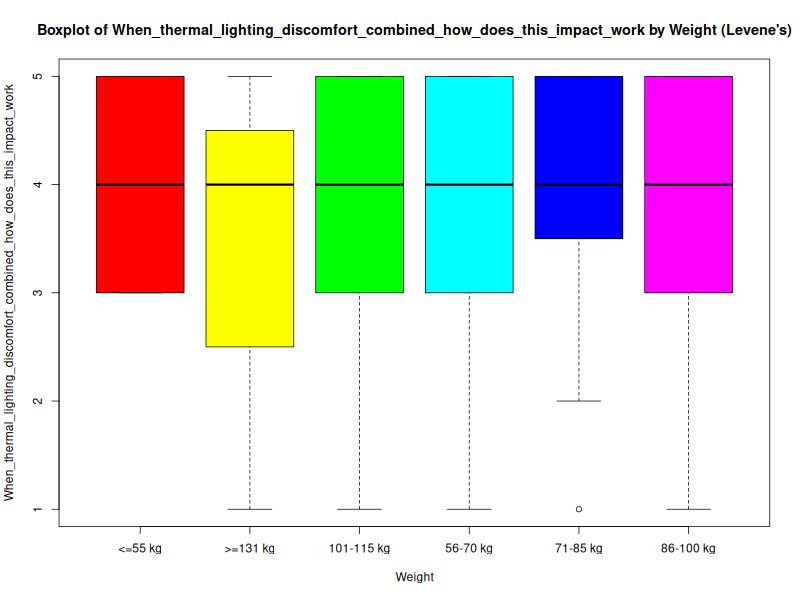 Boxplot of When_thermal_lighting_discomfort_combined_how_does_this_impact_work by Weight (Levene's)
When_thermal_lighting_discomfort_combined_how_does_this_impact_work
5
4
3
2
1
<=55 kg
>=131 kg
101-115 kg
56-70 kg
71-85 kg
86-100 kg
Weight